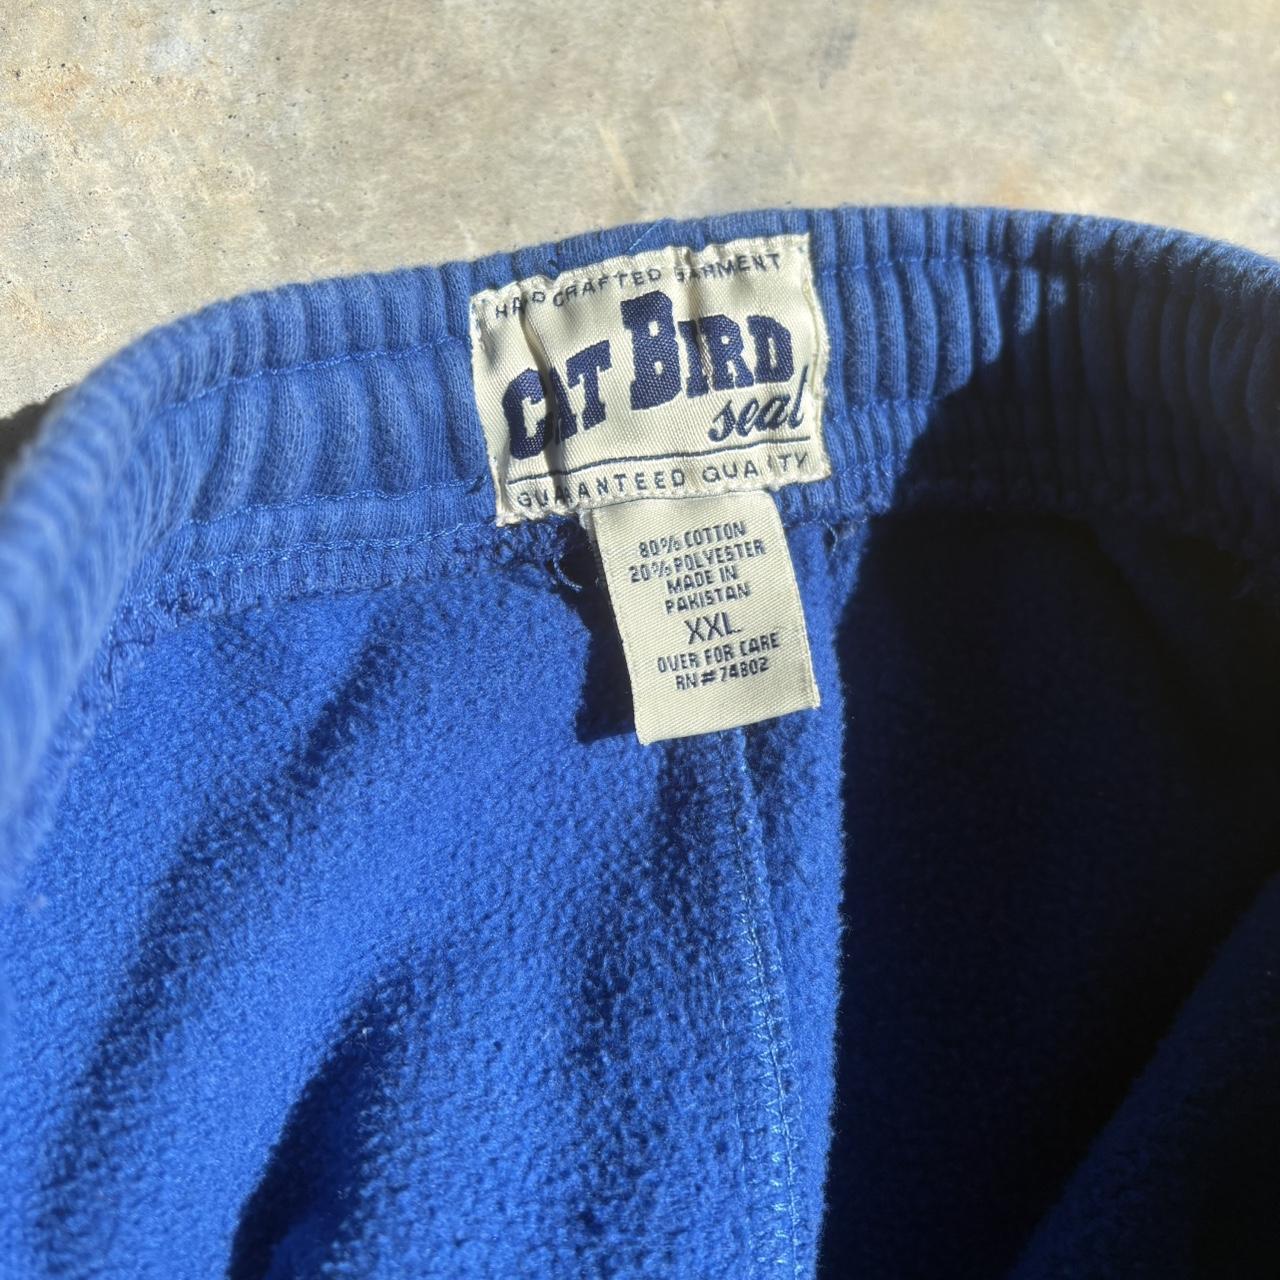 HAND CRAFTED GARMENT
CAT BIRD
seat
GUARANTEED QUALITY
80% COTTON
20% POLYESTER
MADE IN
PAKISTAN
XXL
OVER FOR CARE
RN#74802